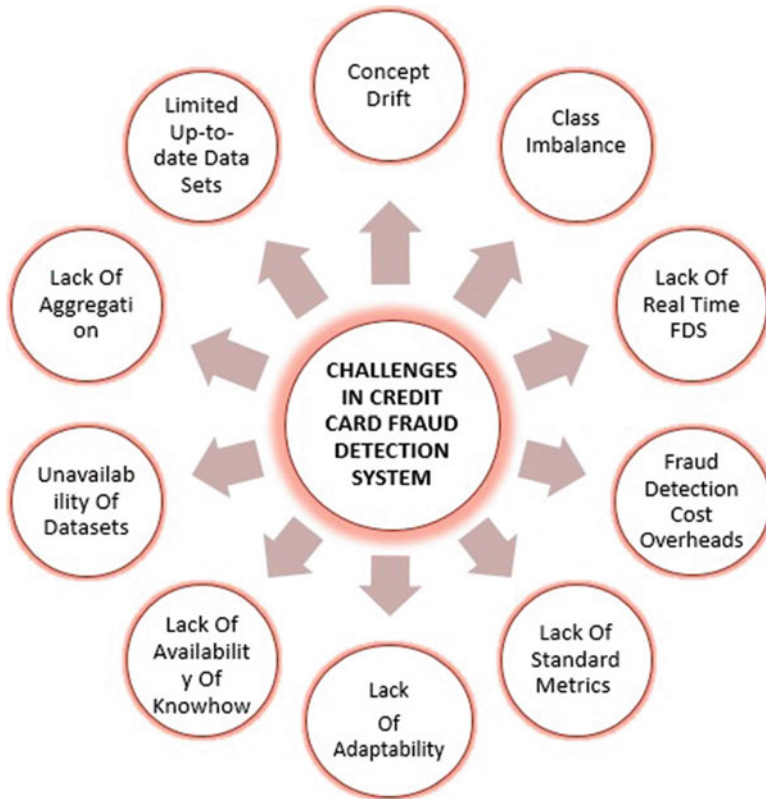 Concept
Drift
Class
Imbalance
Lack Of
Real Time
FDS
Fraud
Detection
Cost
Overheads
Lack Of
Standard
Metrics
Lack
Of
Adaptability
Lack Of
Availabilit
y Of
Knowhow
Unavailab
ility Of
Datasets
Lack Of
Aggregati
on
Limited
Up-to-
date Data
Sets
CHALLENGES
IN CREDIT
CARD FRAUD
DETECTION
SYSTEM